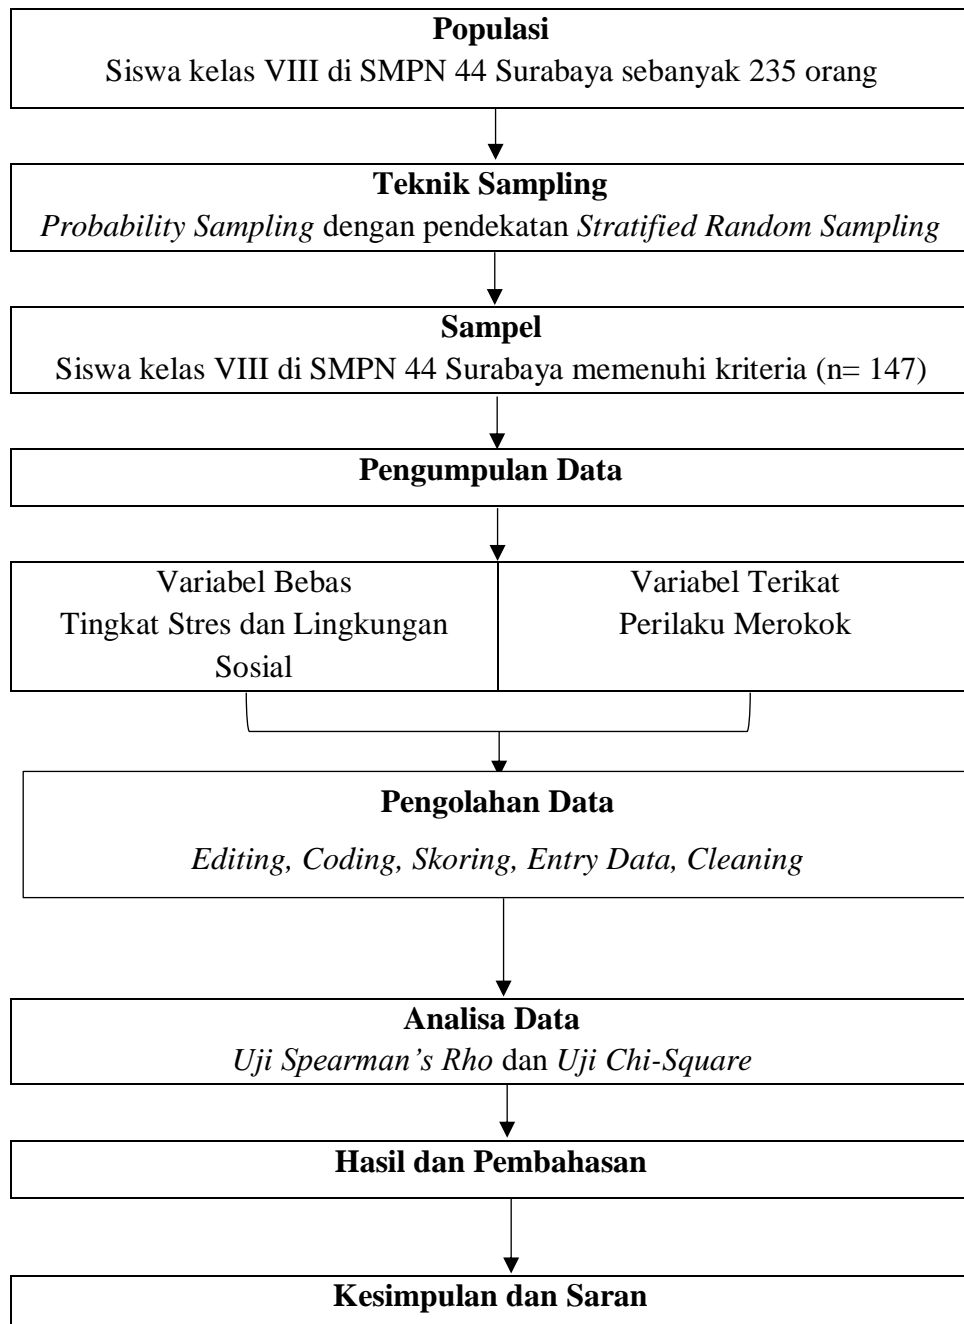 Populasi
Siswa kelas VIII di SMPN 44 Surabaya sebanyak 235 orang
Teknik Sampling
Probability Sampling dengan pendekatan Stratified Random Sampling
Sampel
Siswa kelas VIII di SMPN 44 Surabaya memenuhi kriteria (n= 147)
Pengumpulan Data
Variabel Bebas
Tingkat Stres dan Lingkungan
Sosial
Variabel Terikat
Perilaku Merokok
Pengolahan Data
Editing, Coding, Skoring, Entry Data, Cleaning
Analisa Data
Uji Spearman’s Rho dan Uji Chi-Square
Hasil dan Pembahasan
Kesimpulan dan Saran